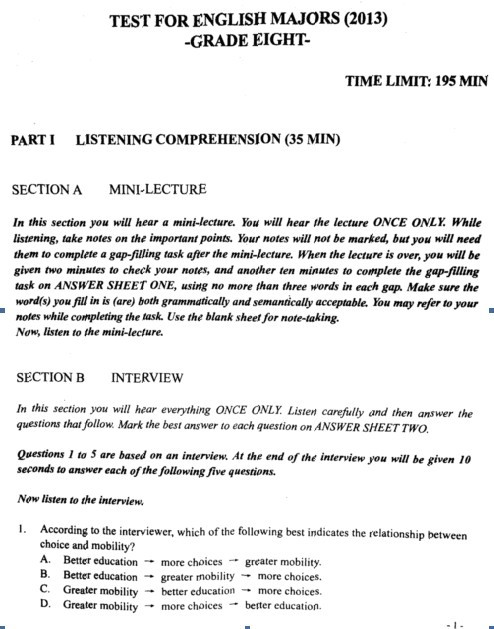 TEST FOR ENGLISH MAJORS (2013)
-GRADE EIGHT-
TIME LIMIT: 195 MIN
PART I LISTENING COMPREHENSION (35 MIN)
SECTION A MINI-LECTURE
In this section you will hear a mini-lecture. You will hear the lecture ONCE ONLY. While
listening, take notes on the important points. Your notes will not be marked, but you will need
them to complete a gap-filling task after the mini-lecture. When the lecture is over, you will be
given two minutes to check your notes, and another ten minutes to complete the gap-filling
task on ANSWER SHEET ONE, using no more than three words in each gap. Make sure the
word(s) you fill in is (are) both grammatically and semantically acceptable. You may refer to your
notes while completing the task. Use the blank sheet for note-taking.
Now, listen to the mini-lecture.
SECTION B INTERVIEW
In this section you will hear everything ONCE ONLY. Listen carefully and then answer the
questions that follow. Mark the best answer to each question on ANSWER SHEET TWO.
Questions 1 to 5 are based on an interview. At the end of the interview you will be given 10
seconds to answer each of the following five questions.
Now listen to the interview.
1. According to the interviewer, which of the following best indicates the relationship between
choice and mobility?
A. Better education → more choices → greater mobility.
B. Better education → greater mobility → more choices.
C. Greater mobility → better education → more choices.
D. Greater mobility → more choices → better education.
- 1 -